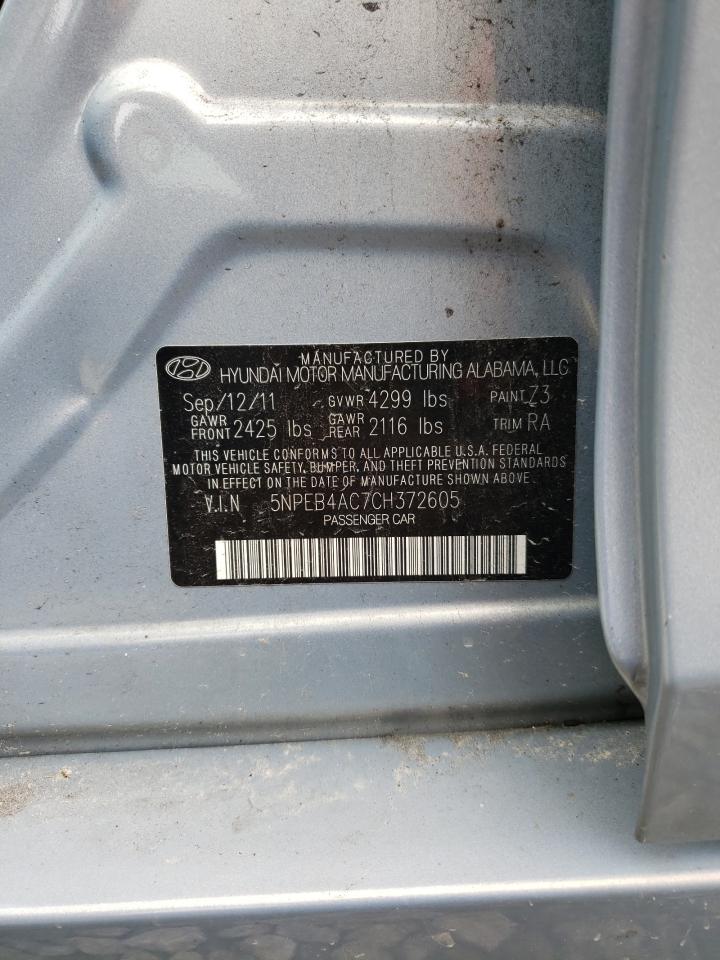 MANUFACTURED BY
HYUNDAI MOTOR MANUFACTURING ALABAMA, LLC
Sep/12/11 GVWR 4299 lbs PAINT Z3
GAWR FRONT 2425 lbs GAWR REAR 2116 lbs TRIM RA
THIS VEHICLE CONFORMS TO ALL APPLICABLE U.S.A. FEDERAL
MOTOR VEHICLE SAFETY, BUMPER, AND THEFT PREVENTION STANDARDS
IN EFFECT ON THE DATE OF MANUFACTURE SHOWN ABOVE.
V.I.N 5NPEB4AC7CH372605
PASSENGER CAR